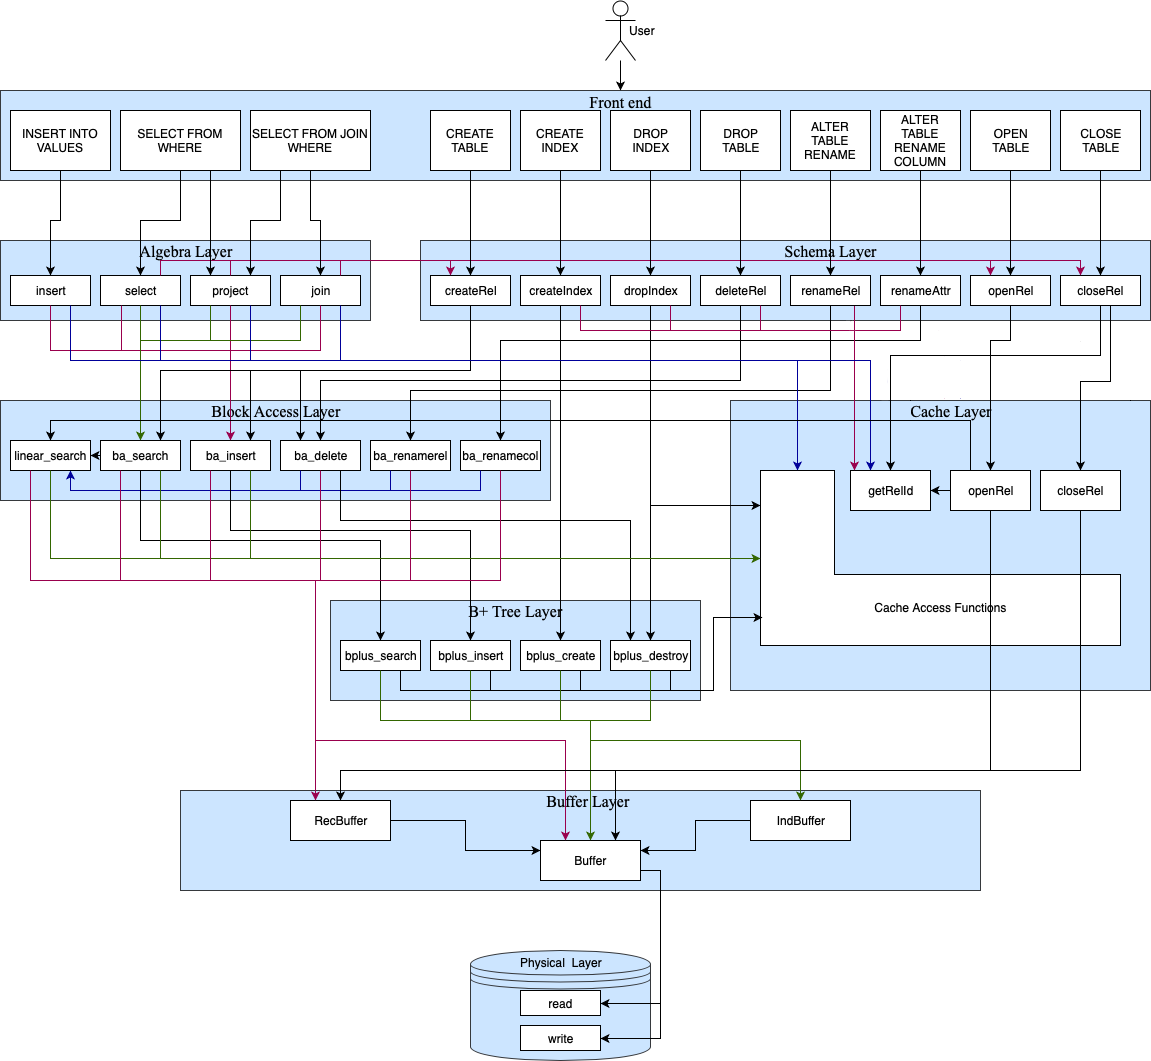 User
Front end
INSERT INTO
VALUES
SELECT FROM
WHERE
SELECT FROM JOIN
WHERE
CREATE
TABLE
CREATE
INDEX
DROP
INDEX
DROP
TABLE
ALTER
TABLE
RENAME
ALTER
TABLE
RENAME
COLUMN
OPEN
TABLE
CLOSE
TABLE
Algebra Layer
insert
select
project
join
Schema Layer
createRel
createIndex
dropIndex
deleteRel
renameRel
renameAttr
openRel
closeRel
Block Access Layer
linear_search
ba_search
ba_insert
ba_delete
ba_renamerel
ba_renamecol
Cache Layer
getRelId
openRel
closeRel
Cache Access Functions
B+ Tree Layer
bplus_search
bplus_insert
bplus_create
bplus_destroy
Buffer Layer
RecBuffer
IndBuffer
Buffer
Physical Layer
read
write